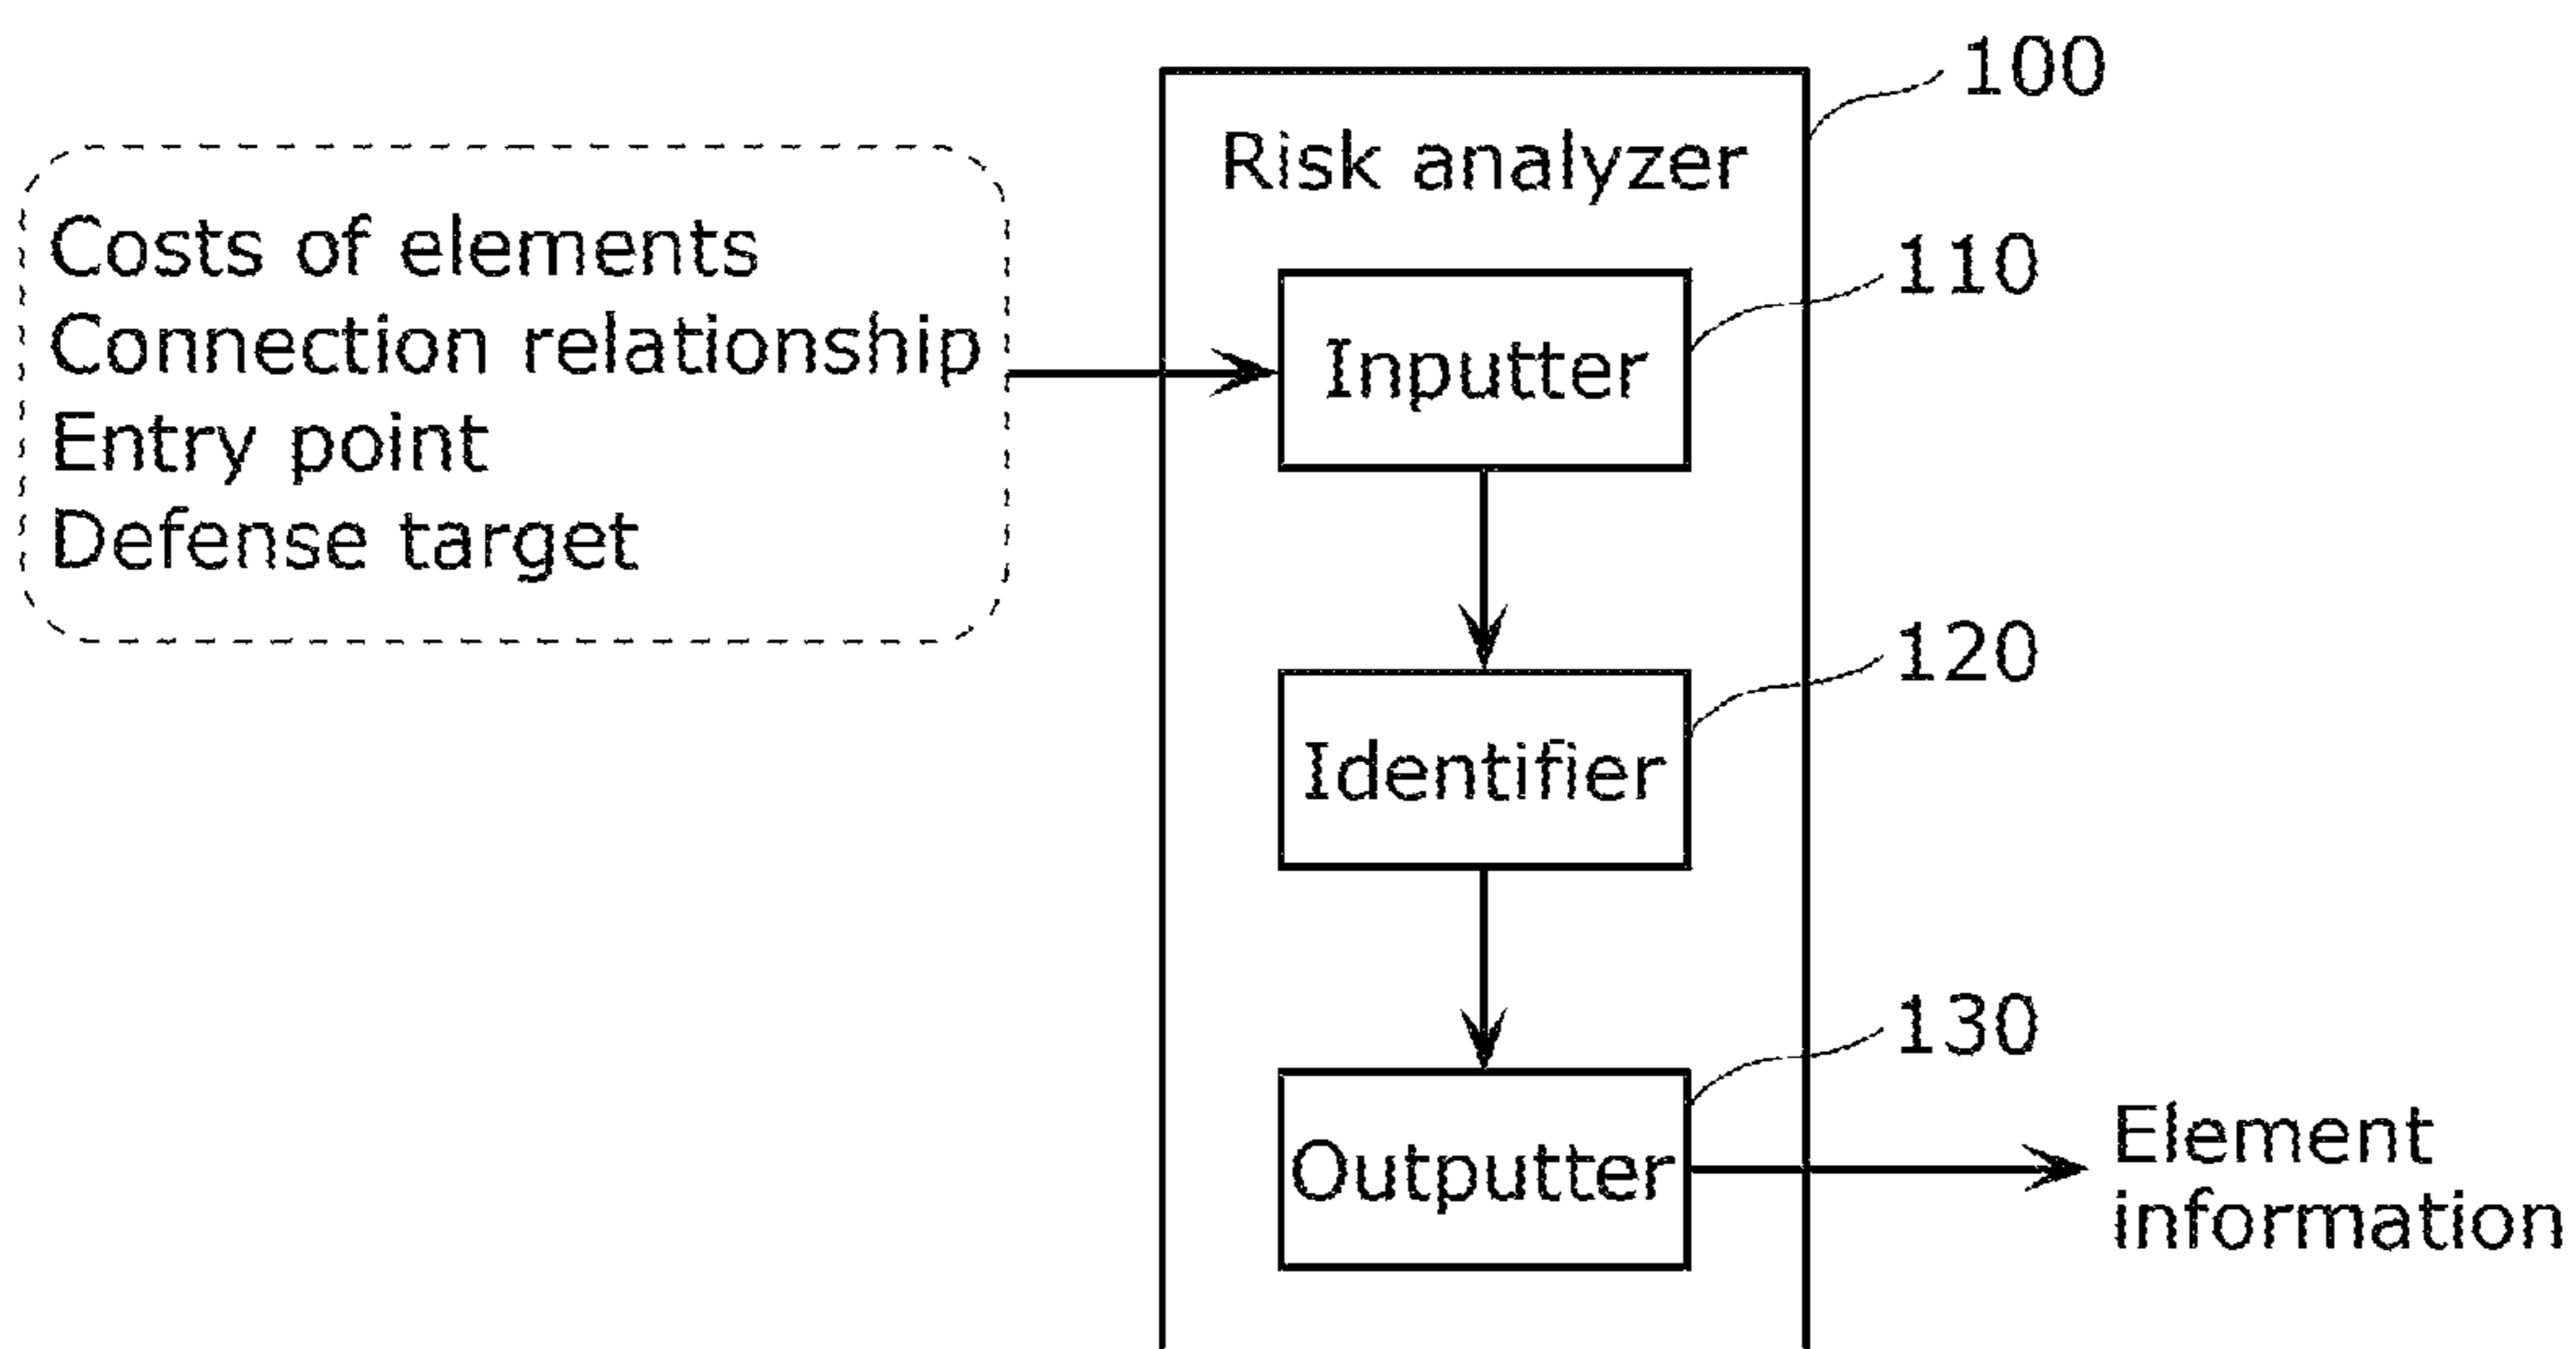 100
Risk analyzer
Costs of elements
Connection relationship
Entry point
Defense target
110
Inputter
120
Identifier
130
Outputter
Element
information